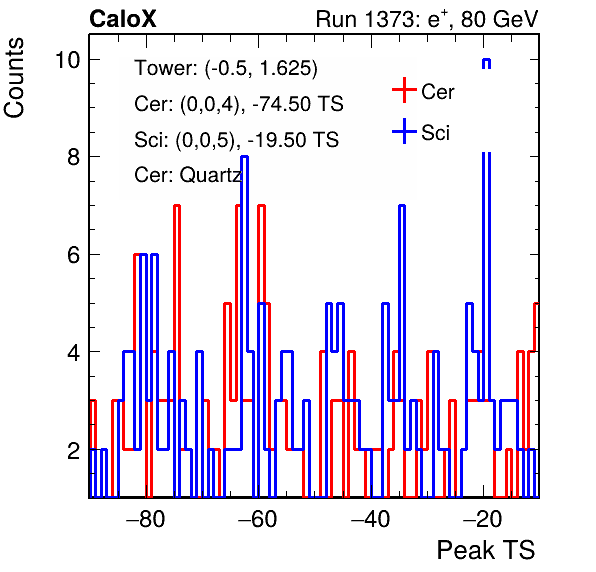 CaloX Run 1373: e⁺, 80 GeV
Counts
10
8
6
4
2
Tower: (-0.5, 1.625)
Cer: (0,0,4), -74.50 TS
Sci: (0,0,5), -19.50 TS
Cer: Quartz
Cer
Sci
−80 −60 −40 −20
Peak TS